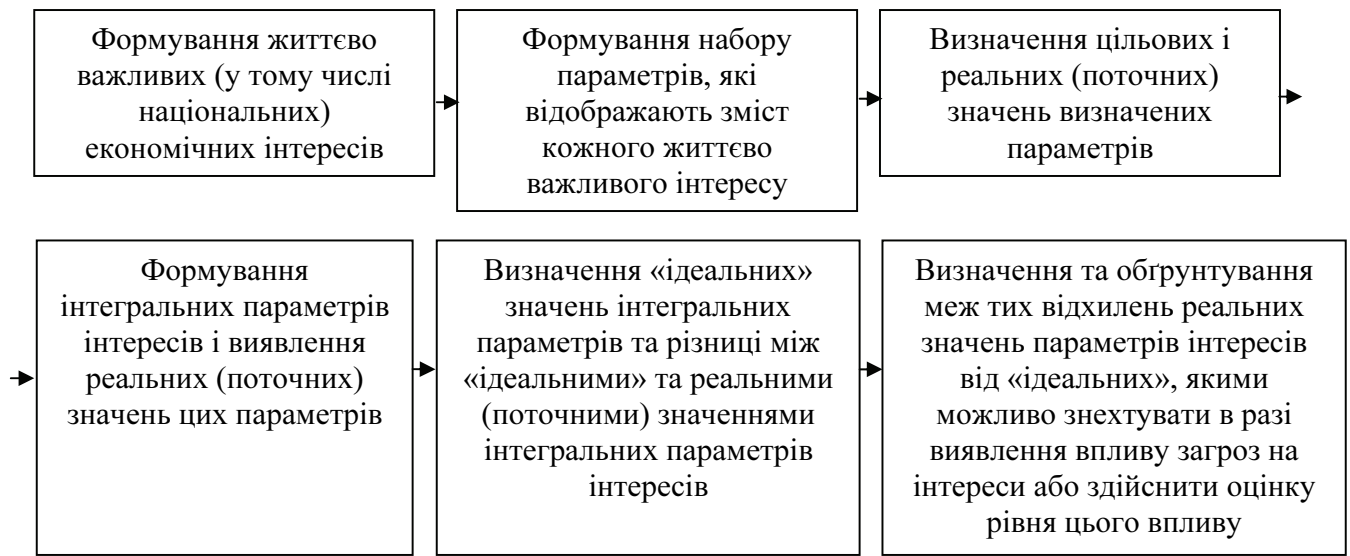 Формування життєво
важливих (у тому числі
національних)
економічних інтересів
Формування набору
параметрів, які
відображають зміст
кожного життєво
важливого інтересу
Визначення цільових і
реальних (поточних)
значень визначених
параметрів
Формування
інтегральних параметрів
інтересів і виявлення
реальних (поточних)
значень цих параметрів
Визначення «ідеальних»
значень інтегральних
параметрів та різниці між
«ідеальними» та реальними
(поточними) значеннями
інтегральних параметрів
інтересів
Визначення та обґрунтування
меж тих відхилень реальних
значень параметрів інтересів
від «ідеальних», якими
можливо знехтувати в разі
виявлення впливу загроз на
інтереси або здійснити оцінку
рівня цього впливу